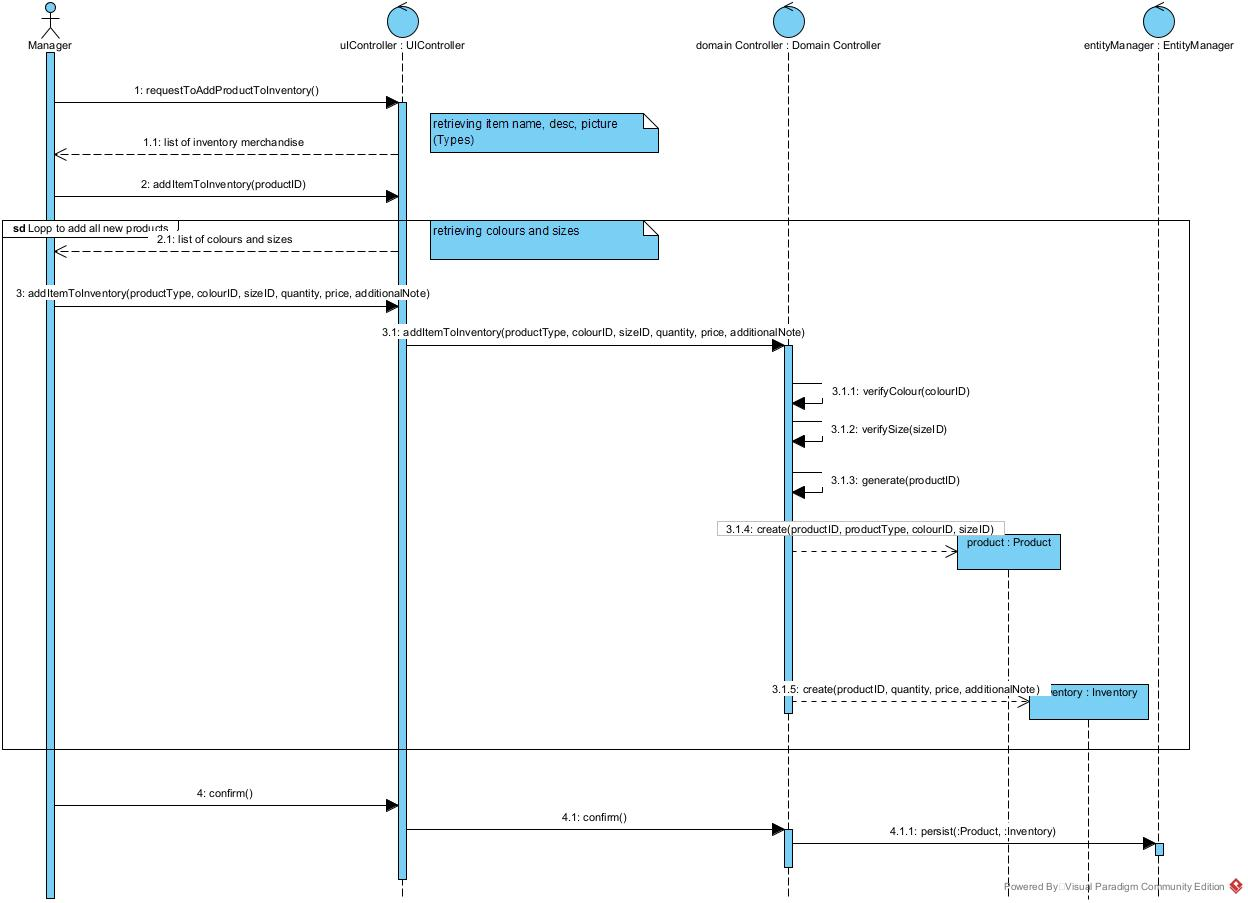 Manager
uIController : UIController
domain Controller : Domain Controller
entityManager : EntityManager
1: requestToAddProductToInventory()
retrieving item name, desc, picture
(Types)
1.1: list of inventory merchandise
2: addItemToInventory(productID)
sd Lopp to add all new products
retrieving colours and sizes
2.1: list of colours and sizes
3: addItemToInventory(productType, colourID, sizeID, quantity, price, additionalNote)
3.1: addItemToInventory(productType, colourID, sizeID, quantity, price, additionalNote)
3.1.1: verifyColour(colourID)
3.1.2: verifySize(sizeID)
3.1.3: generate(productID)
3.1.4: create(productID, productType, colourID, sizeID)
product : Product
3.1.5: create(productID, quantity, price, additionalNote)
entory : Inventory
4: confirm()
4.1: confirm()
4.1.1: persist(:Product, :Inventory)
Powered By Visual Paradigm Community Edition